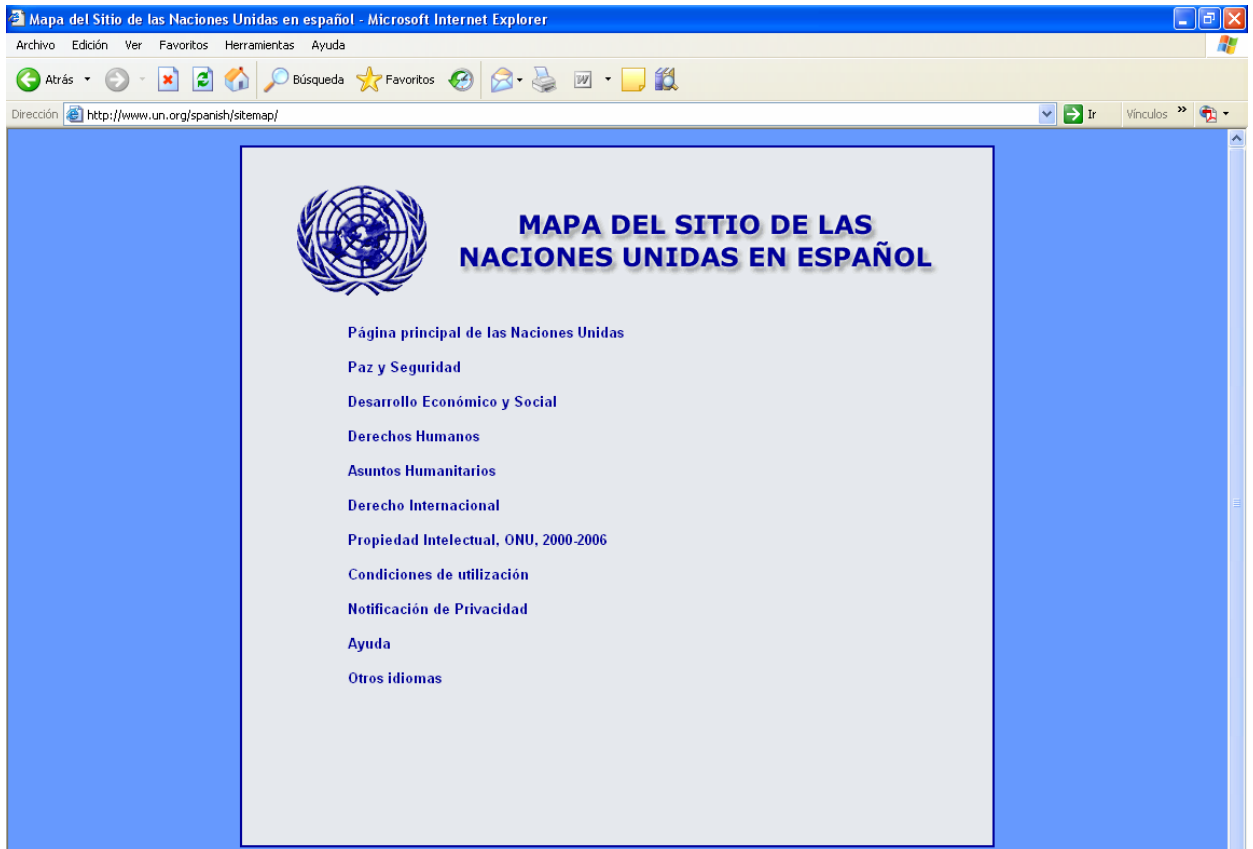 Mapa del Sitio de las Naciones Unidas en español - Microsoft Internet Explorer
Archivo Edición Ver Favoritos Herramientas Ayuda
Atrás Búsqueda Favoritos
Dirección http://www.un.org/spanish/sitemap/ Ir Vínculos »
MAPA DEL SITIO DE LAS
NACIONES UNIDAS EN ESPAÑOL
Página principal de las Naciones Unidas
Paz y Seguridad
Desarrollo Económico y Social
Derechos Humanos
Asuntos Humanitarios
Derecho Internacional
Propiedad Intelectual, ONU, 2000-2006
Condiciones de utilización
Notificación de Privacidad
Ayuda
Otros idiomas